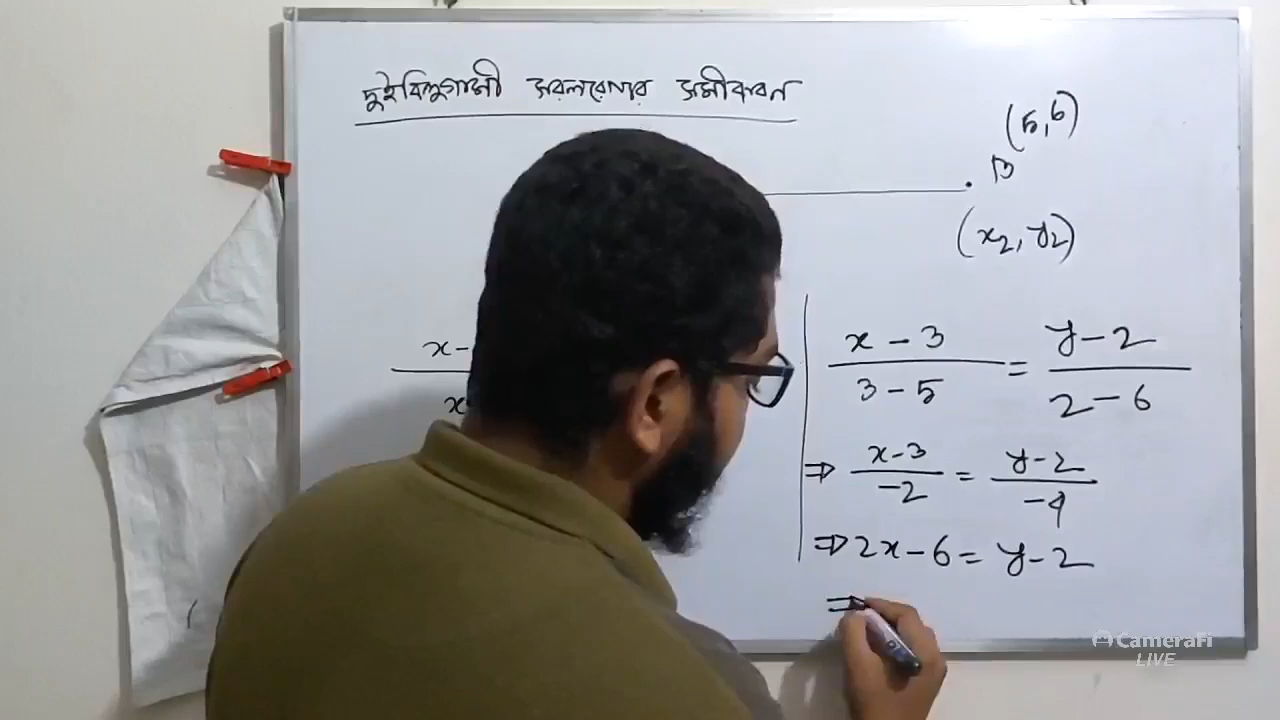 দুইবিন্দুগামী সরলরেখার সমীকরণ
(5,6)
B
(x₂, y₂)
x-
x
x - 3 / 3 - 5 = y - 2 / 2 - 6
⇒ x-3 / -2 = y-2 / -4
⇒ 2x - 6 = y - 2
⇒
CameraFi
LIVE